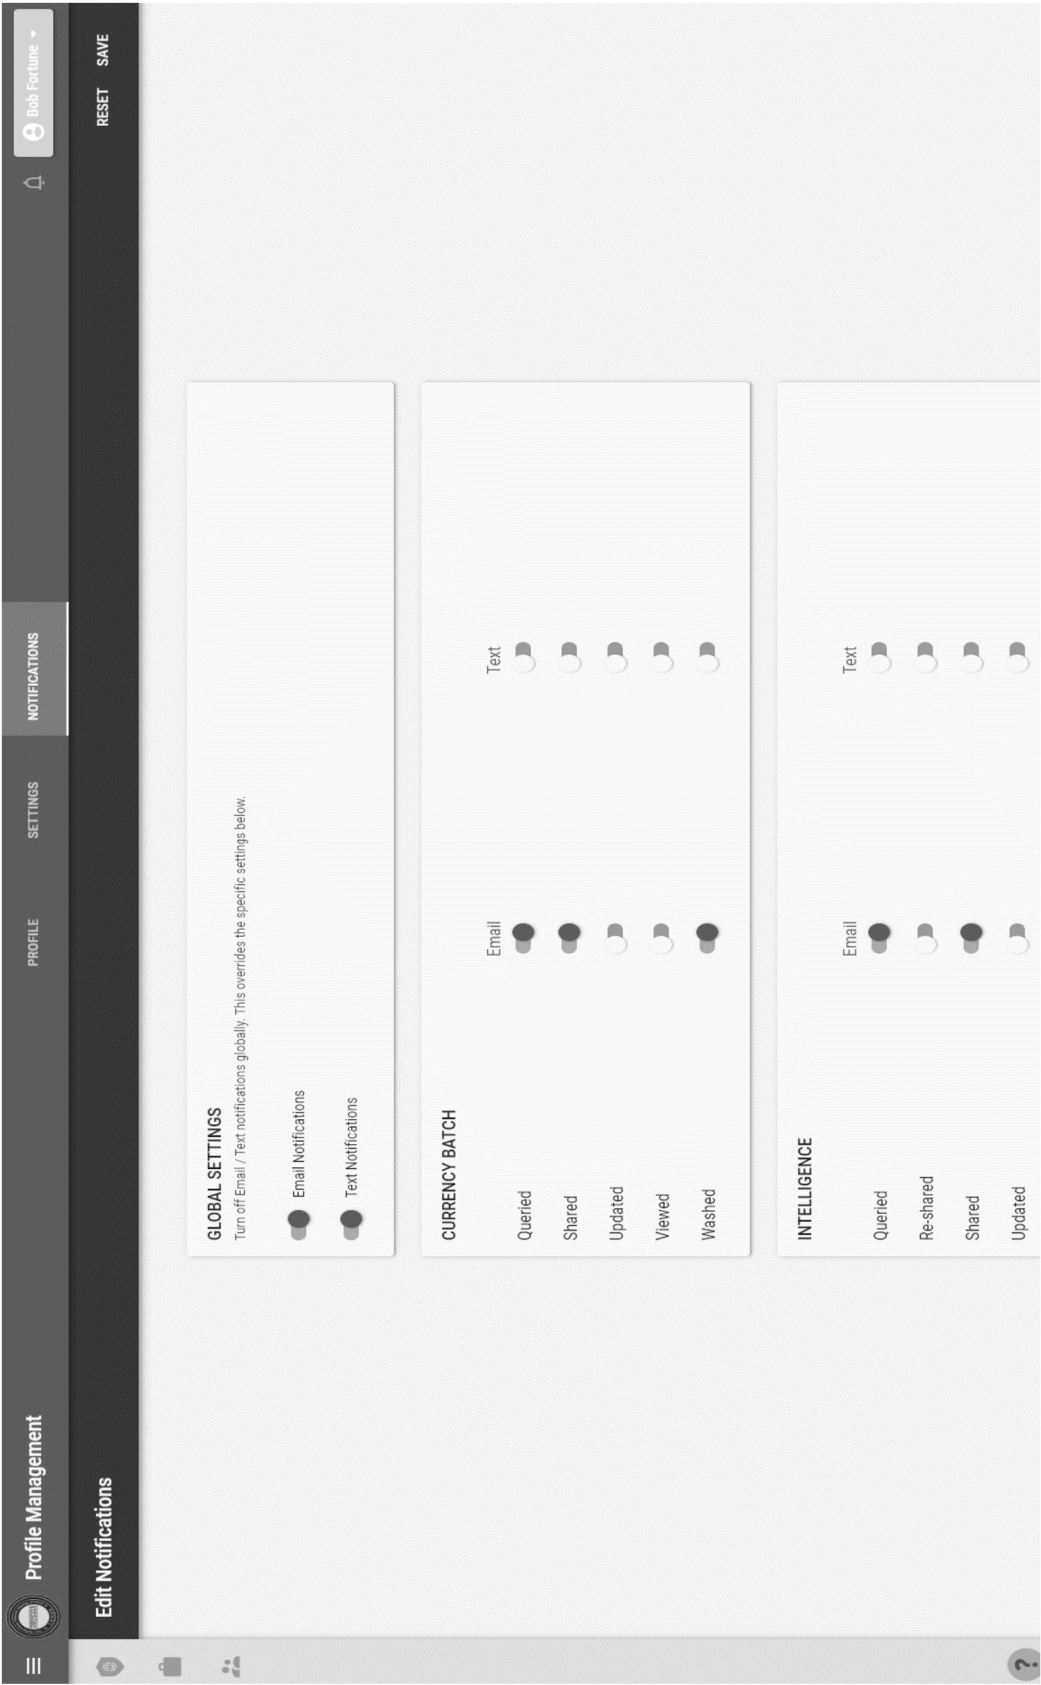 Profile Management
PROFILE
SETTINGS
NOTIFICATIONS
Bob Fortune
Edit Notifications
RESET
SAVE
GLOBAL SETTINGS
Turn off Email / Text notifications globally. This overrides the specific settings below.
Email Notifications
Text Notifications
CURRENCY BATCH
Email
Text
Queried
Shared
Updated
Viewed
Washed
INTELLIGENCE
Email
Text
Queried
Re-shared
Shared
Updated
?